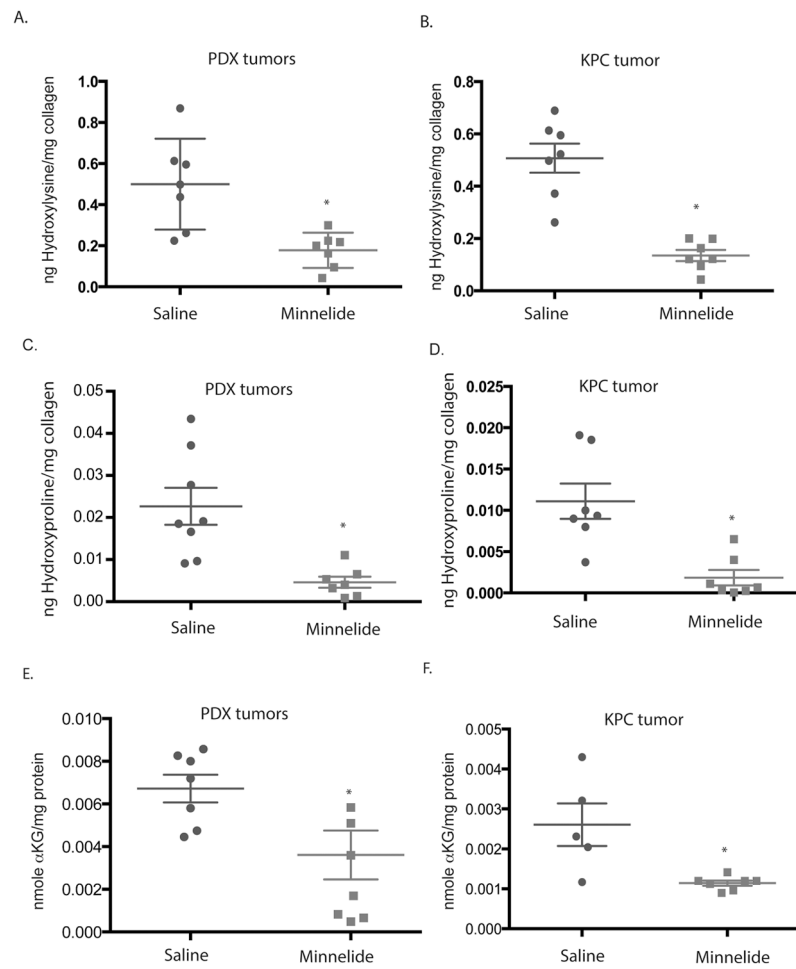 A.
PDX tumors
ng Hydroxylysine/mg collagen
1.0
0.8
0.6
0.4
0.2
0.0
*
Saline
Minnelide
B.
KPC tumor
ng Hydroxylysine/mg collagen
0.8
0.6
0.4
0.2
0.0
*
Saline
Minnelide
C.
PDX tumors
ng Hydroxyproline/mg collagen
0.05
0.04
0.03
0.02
0.01
0.00
*
Saline
Minnelide
D.
KPC tumor
ng Hydroxyproline/mg collagen
0.025
0.020
0.015
0.010
0.005
0.000
*
Saline
Minnelide
E.
PDX tumors
nmole αKG/mg protein
0.010
0.008
0.006
0.004
0.002
0.000
*
Saline
Minnelide
F.
KPC tumor
nmole αKG/mg protein
0.005
0.004
0.003
0.002
0.001
0.000
*
Saline
Minnelide